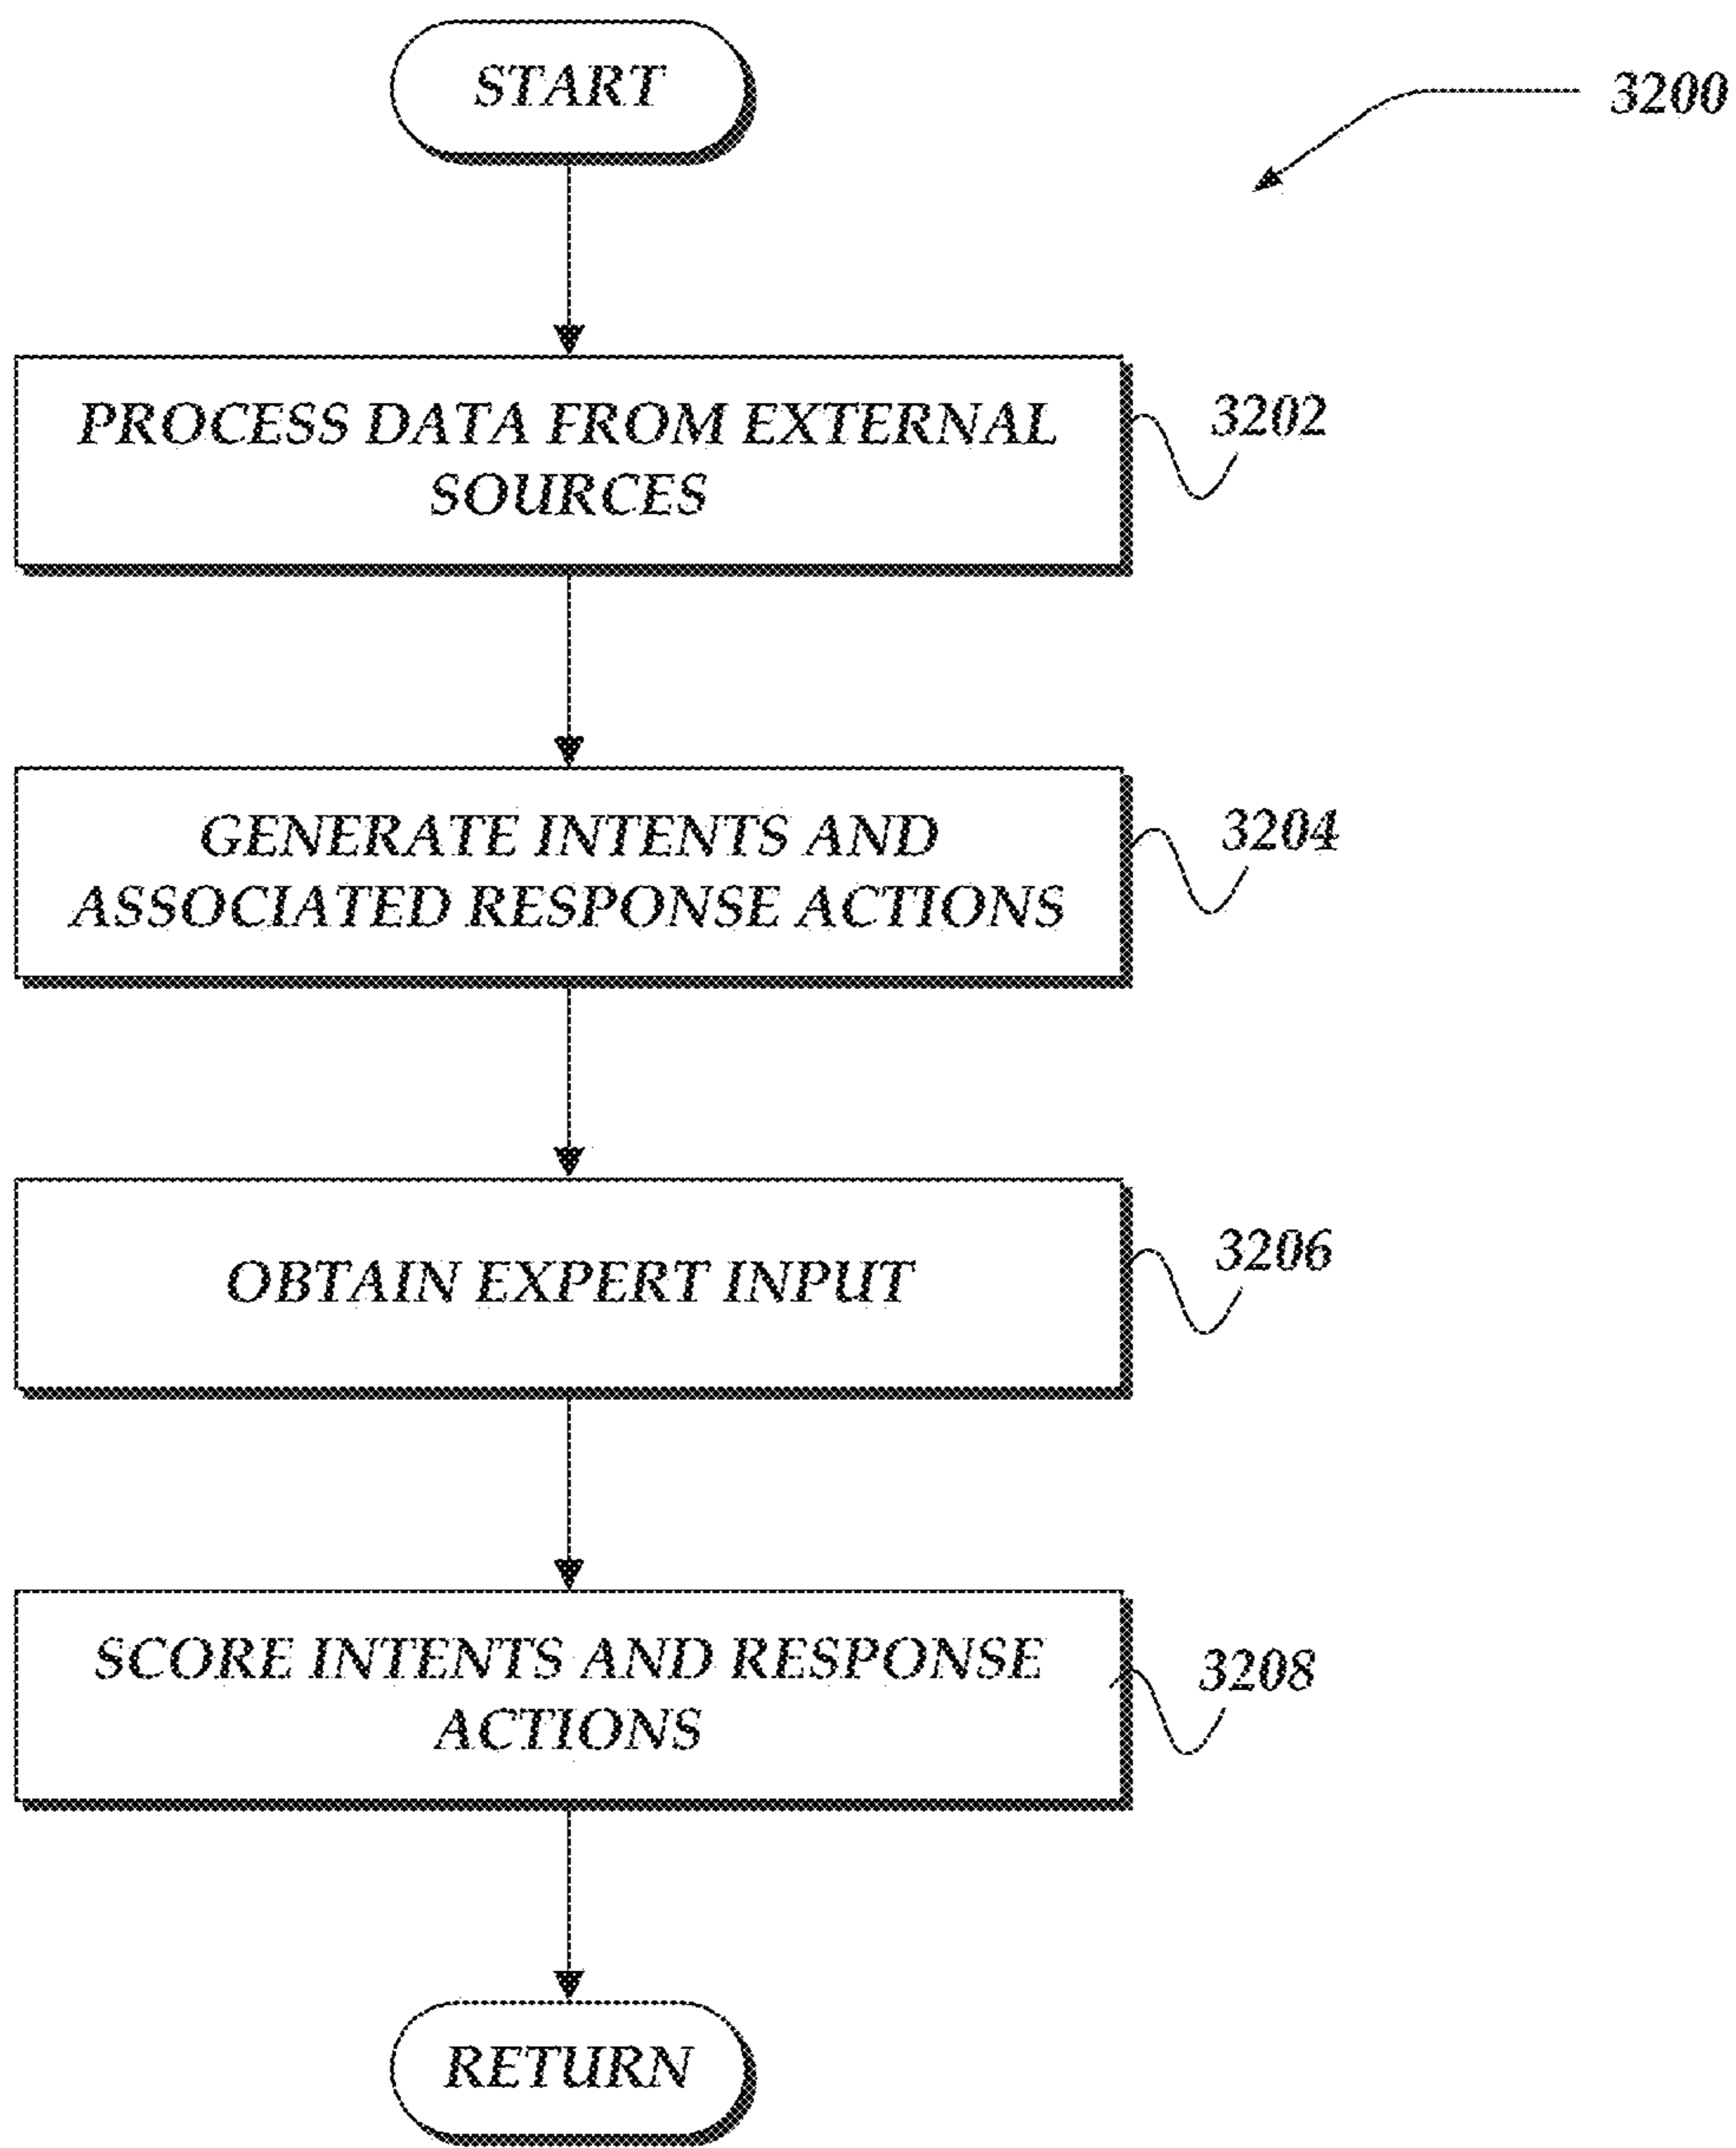 START
3200
PROCESS DATA FROM EXTERNAL
SOURCES
3202
GENERATE INTENTS AND
ASSOCIATED RESPONSE ACTIONS
3204
OBTAIN EXPERT INPUT
3206
SCORE INTENTS AND RESPONSE
ACTIONS
3208
RETURN